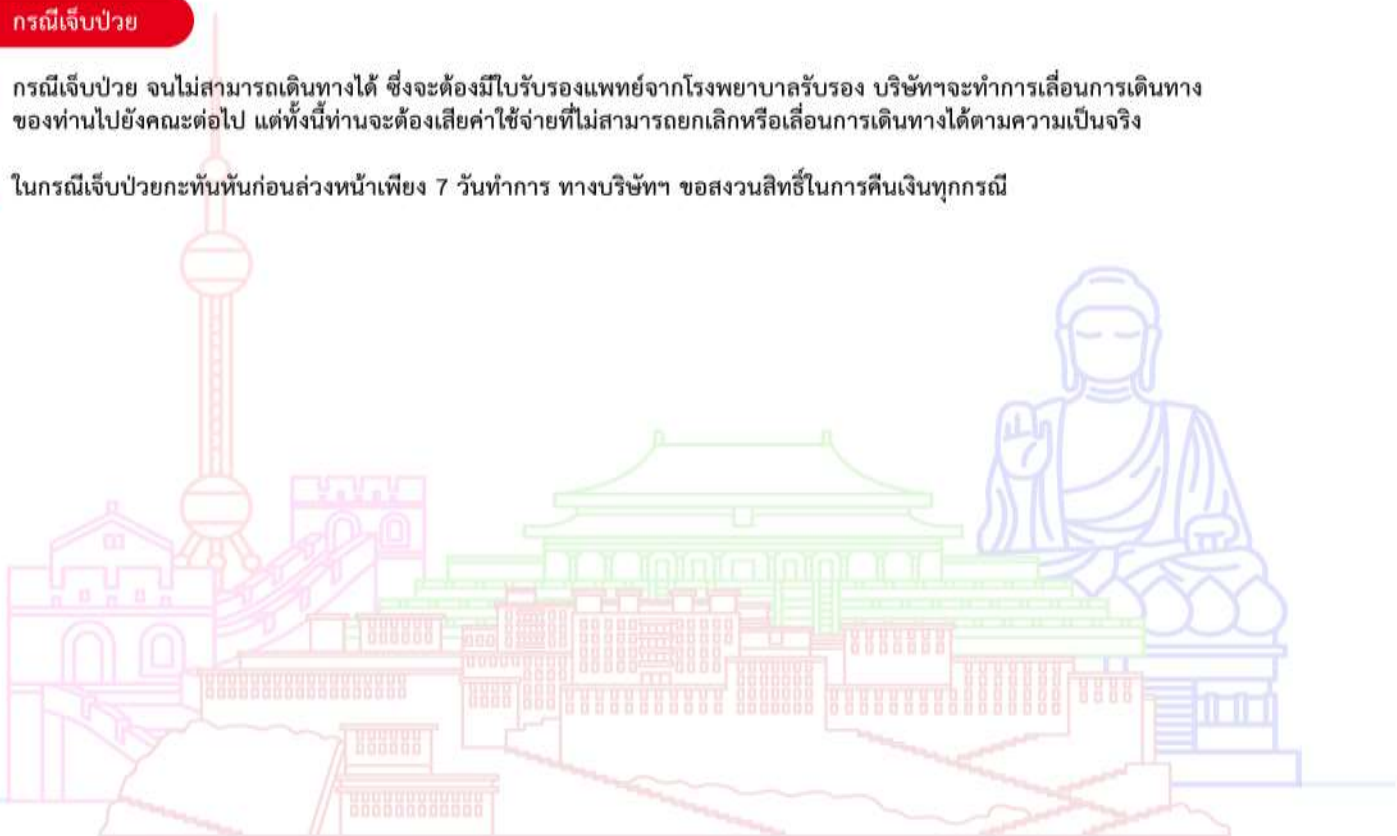 กรณีเจ็บป่วย
กรณีเจ็บป่วย จนไม่สามารถเดินทางได้ ซึ่งจะต้องมีใบรับรองแพทย์จากโรงพยาบาลรับรอง บริษัทฯจะทำการเลื่อนการเดินทาง
ของท่านไปยังคณะต่อไป แต่ทั้งนี้ท่านจะต้องเสียค่าใช้จ่ายที่ไม่สามารถยกเลิกหรือเลื่อนการเดินทางได้ตามความเป็นจริง
ในกรณีเจ็บป่วยกะทันหันก่อนล่วงหน้าเพียง 7 วันทำการ ทางบริษัทฯ ขอสงวนสิทธิ์ในการคืนเงินทุกกรณี